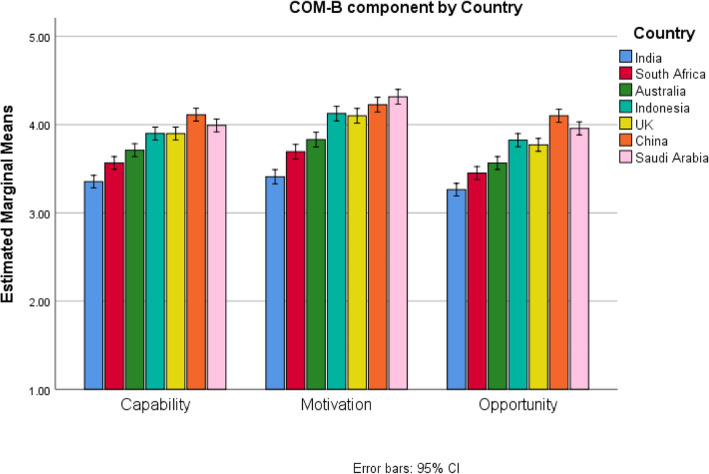 COM-B component by Country
Estimated Marginal Means
5.00
4.00
3.00
2.00
1.00
Capability
Motivation
Opportunity
Country
India
South Africa
Australia
Indonesia
UK
China
Saudi Arabia
Error bars: 95% CI